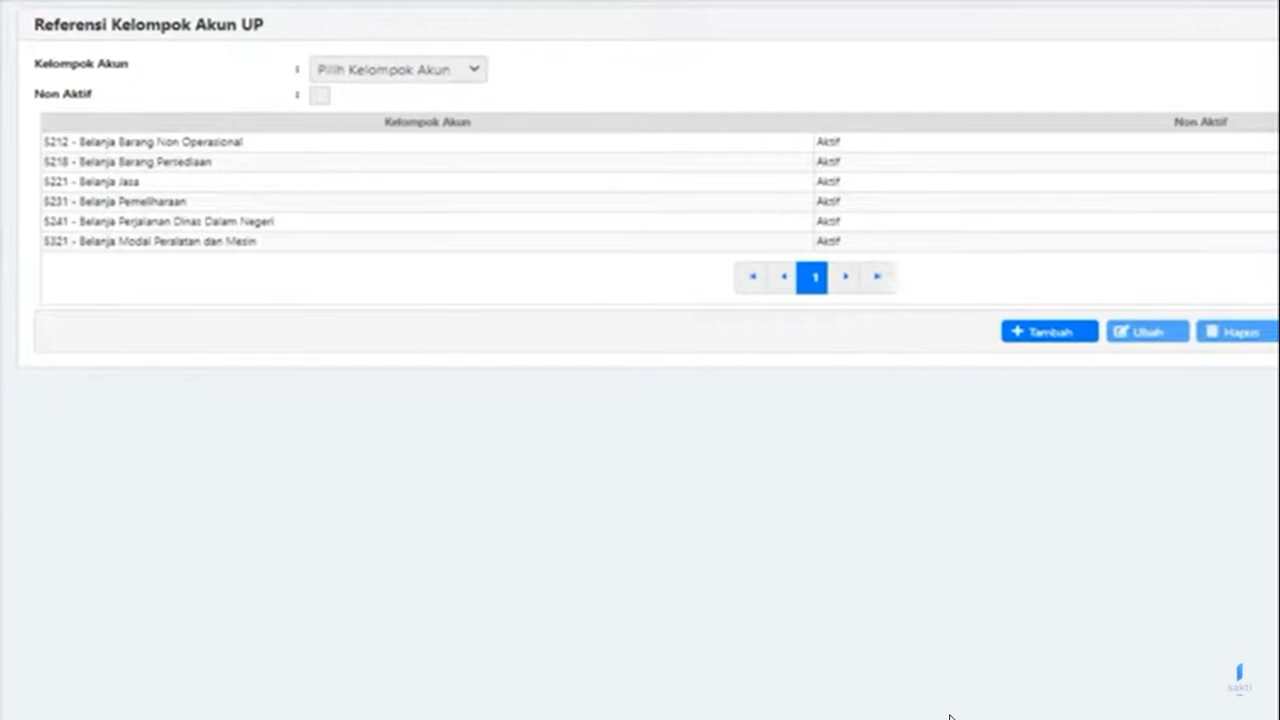 Referensi Kelompok Akun UP
Kelompok Akun : Pilih Kelompok Akun
Non Aktif :
Kelompok Akun Non Aktif
5212 - Belanja Barang Non Operasional Aktif
5218 - Belanja Barang Persediaan Aktif
5221 - Belanja Jasa Aktif
5231 - Belanja Pemeliharaan Aktif
5241 - Belanja Perjalanan Dinas Dalam Negeri Aktif
5321 - Belanja Modal Peralatan dan Mesin Aktif
1
Tambah Ubah Hapus
sakti